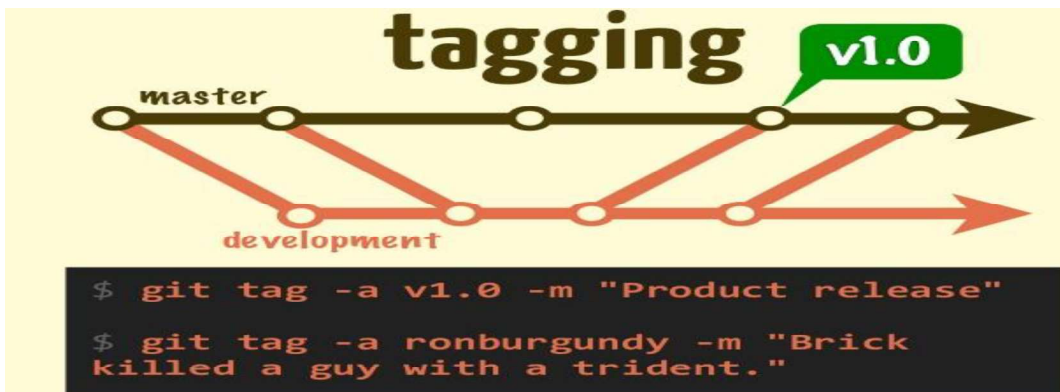 tagging
v1.0
master
development
$ git tag -a v1.0 -m "Product release"
$ git tag -a ronburgundy -m "Brick
killed a guy with a trident."